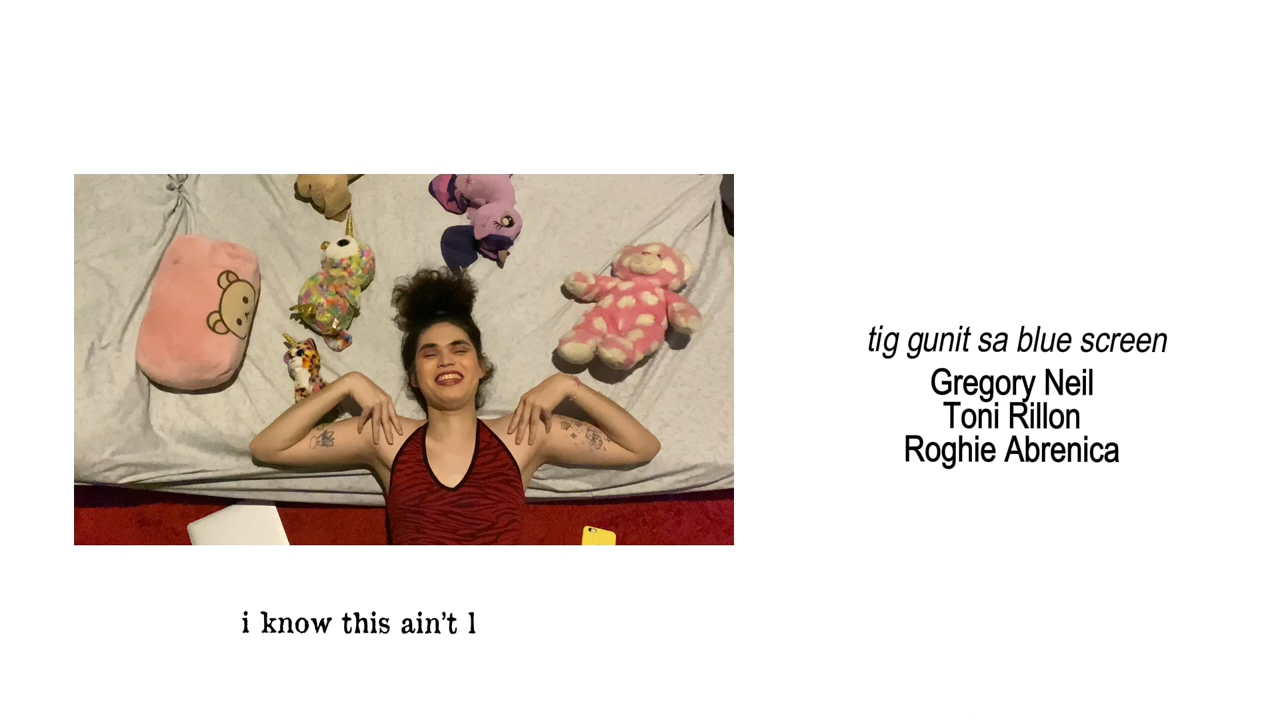 tig gunit sa blue screen
Gregory Neil
Toni Rillon
Roghie Abrenica
i know this ain't l